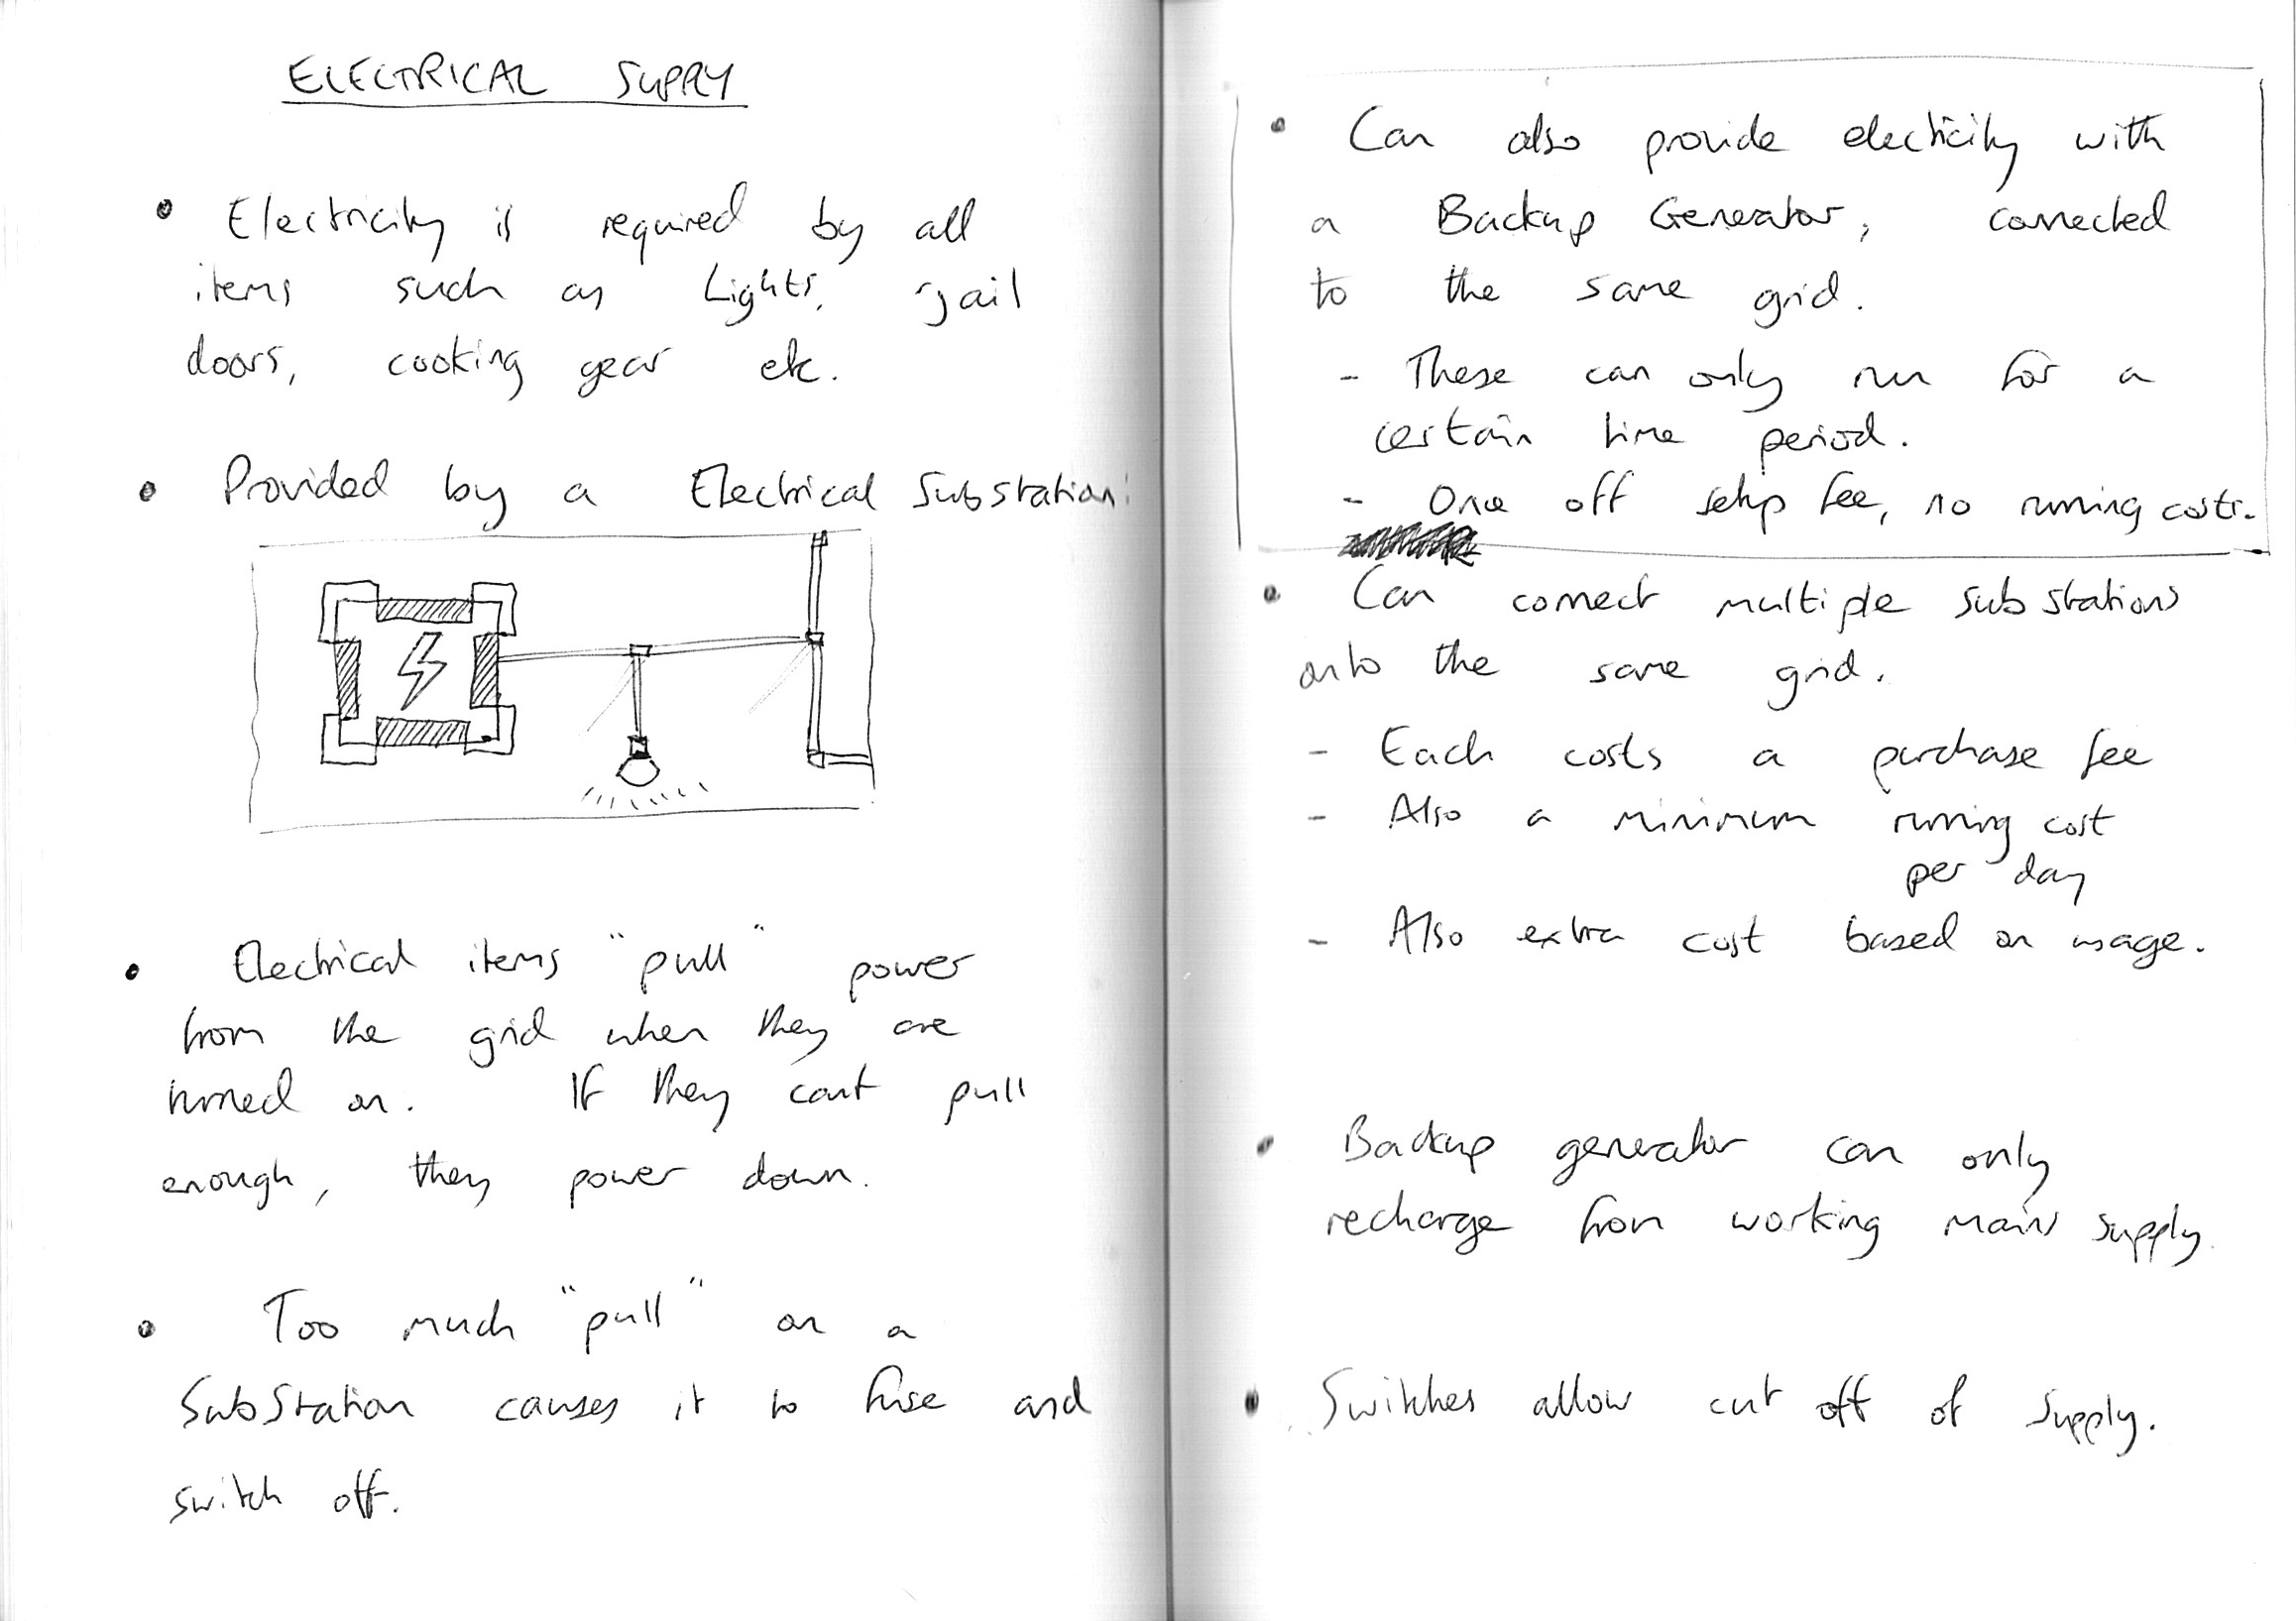 ELECTRICAL SUPPLY
• Electricity is required by all
items such as Lights, jail
doors, cooking gear etc.
• Provided by a Electrical Substation:
• Electrical items "pull" power
from the grid when they are
turned on. If they cant pull
enough, they power down.
• Too much "pull" on a
SubStation causes it to fuse and
switch off.
• Can also provide electicity with
a Backup Generator, connected
to the same grid.
- These can only run for a
certain time period.
- One off setup fee, no running costs.
• Can connect multiple substations
onto the same grid.
- Each costs a purchase fee
- Also a minimum running cost
per day
- Also extra cost based on usage.
• Backup generator can only
recharge from working mains supply.
• Switches allow cut off of supply.